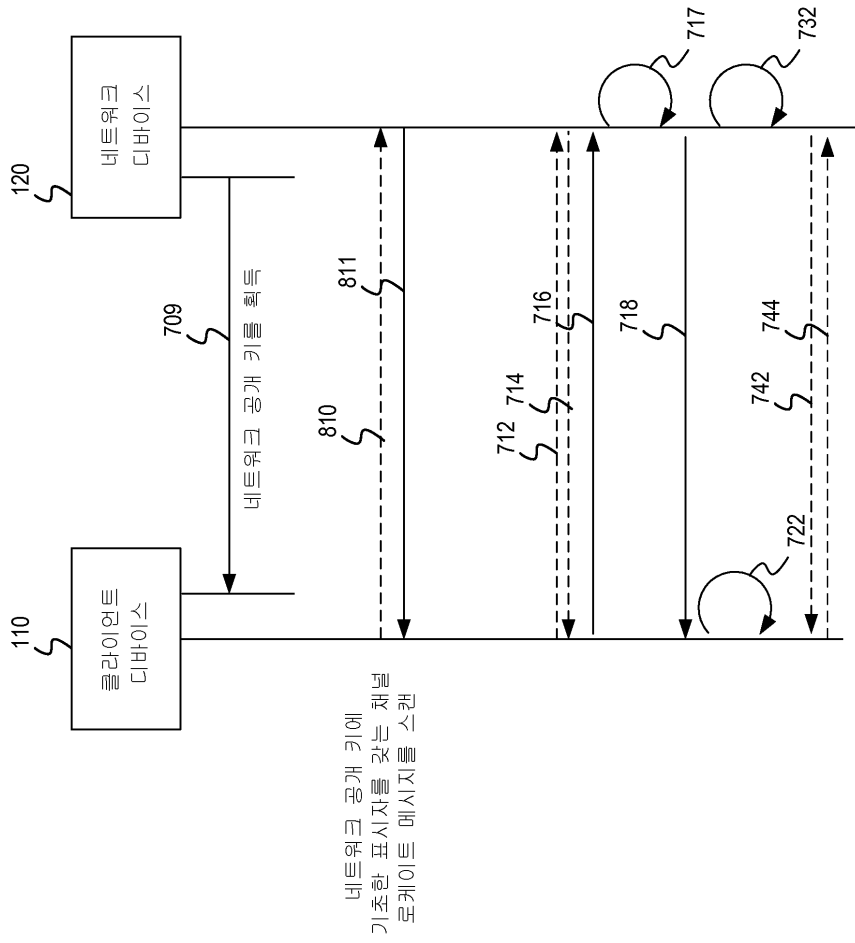 110
클라이언트
디바이스
120
네트워크
디바이스
709
네트워크 공개 키를 획득
네트워크 공개 키에
기초한 표시자를 갖는 채널
로케이트 메시지를 스캔
810
811
712
714
716
717
718
722
732
742
744